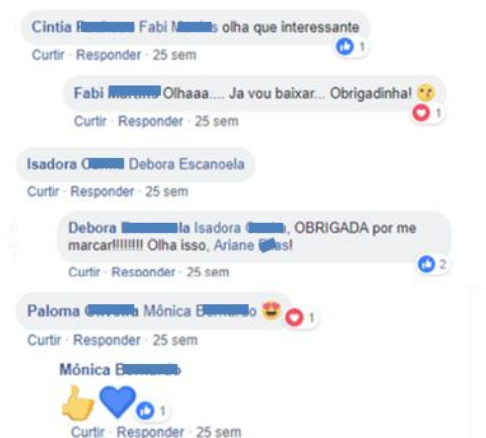 Cintia Fabi olha que interessante
1
Curtir · Responder · 25 sem
Fabi Olhaaa.... Ja vou baixar... Obrigadinha!
1
Curtir · Responder · 25 sem
Isadora Debora Escanoela
Curtir · Responder · 25 sem
Debora Isadora OBRIGADA por me
marcar!!!!!!!! Olha isso, Ariane
2
Curtir · Responder · 25 sem
Paloma Mônica
1
Curtir · Responder · 25 sem
Mônica
1
Curtir · Responder · 25 sem